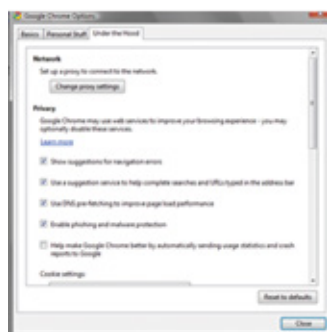 Google Chrome Options
Basics Personal Stuff Under the Hood
Network
Set up a proxy to connect to the network.
Change proxy settings
Privacy
Google Chrome may use web services to improve your browsing experience - you may
optionally disable these services.
Learn more
Show suggestions for navigation errors
Use a suggestion service to help complete searches and URLs typed in the address bar
Use DNS pre-fetching to improve page load performance
Enable phishing and malware protection
Help make Google Chrome better by automatically sending usage statistics and crash
reports to Google
Cookie settings:
Reset to defaults
Close